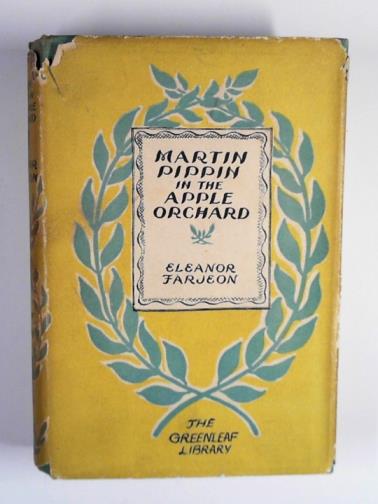 MARTIN
PIPPIN
IN THE
APPLE
ORCHARD
ELEANOR
FARJEON
THE
GREENLEAF
LIBRARY